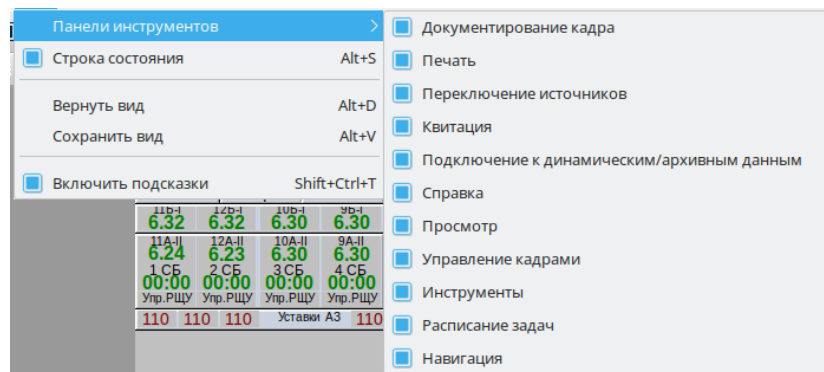 Панели инструментов
Строка состояния Alt+S
Вернуть вид Alt+D
Сохранить вид Alt+V
Включить подсказки Shift+Ctrl+T
Документирование кадра
Печать
Переключение источников
Квитация
Подключение к динамическим/архивным данным
Справка
Просмотр
Управление кадрами
Инструменты
Расписание задач
Навигация
11Б-I 12Б-I 10Б-I 9Б-I
6.32 6.32 6.30 6.30
11А-II 12А-II 10А-II 9А-II
6.24 6.23 6.30 6.30
1 СБ 2 СБ 3 СБ 4 СБ
00:00 00:00 00:00 00:00
Упр.РЩУ Упр.РЩУ Упр.РЩУ Упр.РЩУ
110 110 110 Уставки АЗ 110